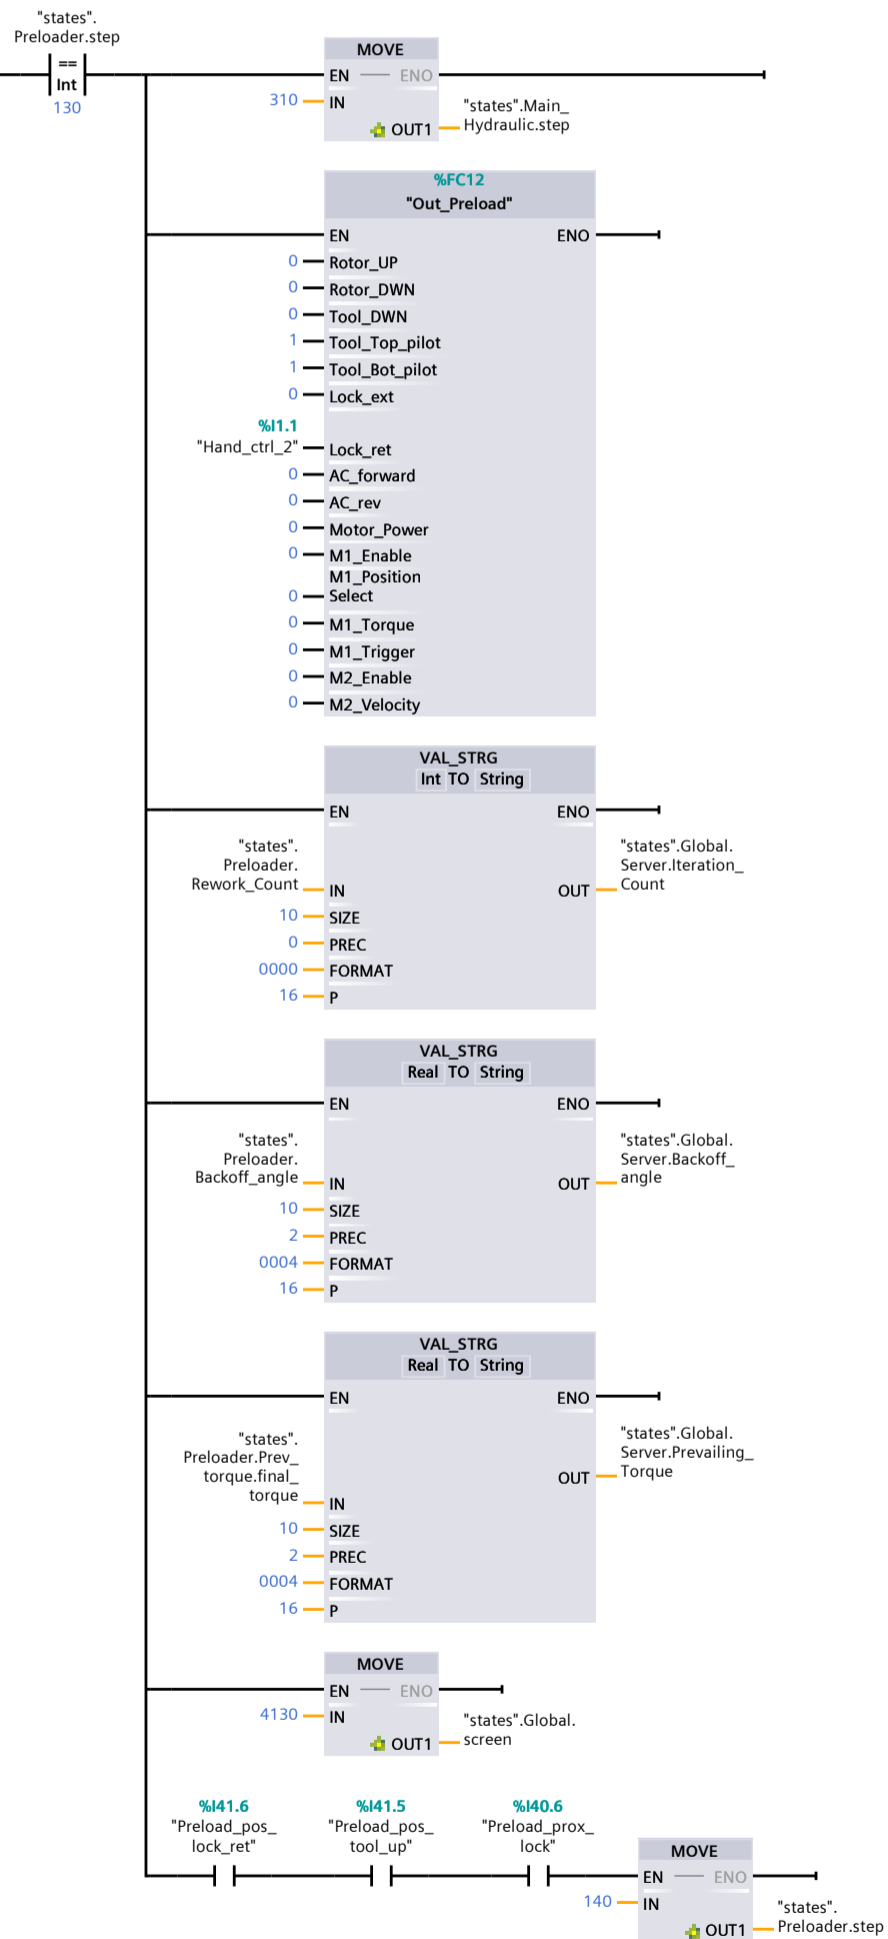 "states".
Preloader.step
==
Int
130
MOVE
EN
ENO
310
IN
OUT1
"states".Main_
Hydraulic.step
%FC12
"Out_Preload"
EN
ENO
0
Rotor_UP
0
Rotor_DWN
0
Tool_DWN
1
Tool_Top_pilot
1
Tool_Bot_pilot
0
Lock_ext
%I1.1
"Hand_ctrl_2"
Lock_ret
0
AC_forward
0
AC_rev
0
Motor_Power
0
M1_Enable
M1_Position
0
Select
0
M1_Torque
0
M1_Trigger
0
M2_Enable
0
M2_Velocity
VAL_STRG
Int TO String
EN
ENO
"states".
Preloader.
Rework_Count
IN
OUT
"states".Global.
Server.Iteration_
Count
10
SIZE
0
PREC
0000
FORMAT
16
P
VAL_STRG
Real TO String
EN
ENO
"states".
Preloader.
Backoff_angle
IN
OUT
"states".Global.
Server.Backoff_
angle
10
SIZE
2
PREC
0004
FORMAT
16
P
VAL_STRG
Real TO String
EN
ENO
"states".
Preloader.Prev_
torque.final_
torque
IN
OUT
"states".Global.
Server.Prevailing_
Torque
10
SIZE
2
PREC
0004
FORMAT
16
P
MOVE
EN
ENO
4130
IN
OUT1
"states".Global.
screen
%I41.6
"Preload_pos_
lock_ret"
%I41.5
"Preload_pos_
tool_up"
%I40.6
"Preload_prox_
lock"
MOVE
EN
ENO
140
IN
OUT1
"states".
Preloader.step